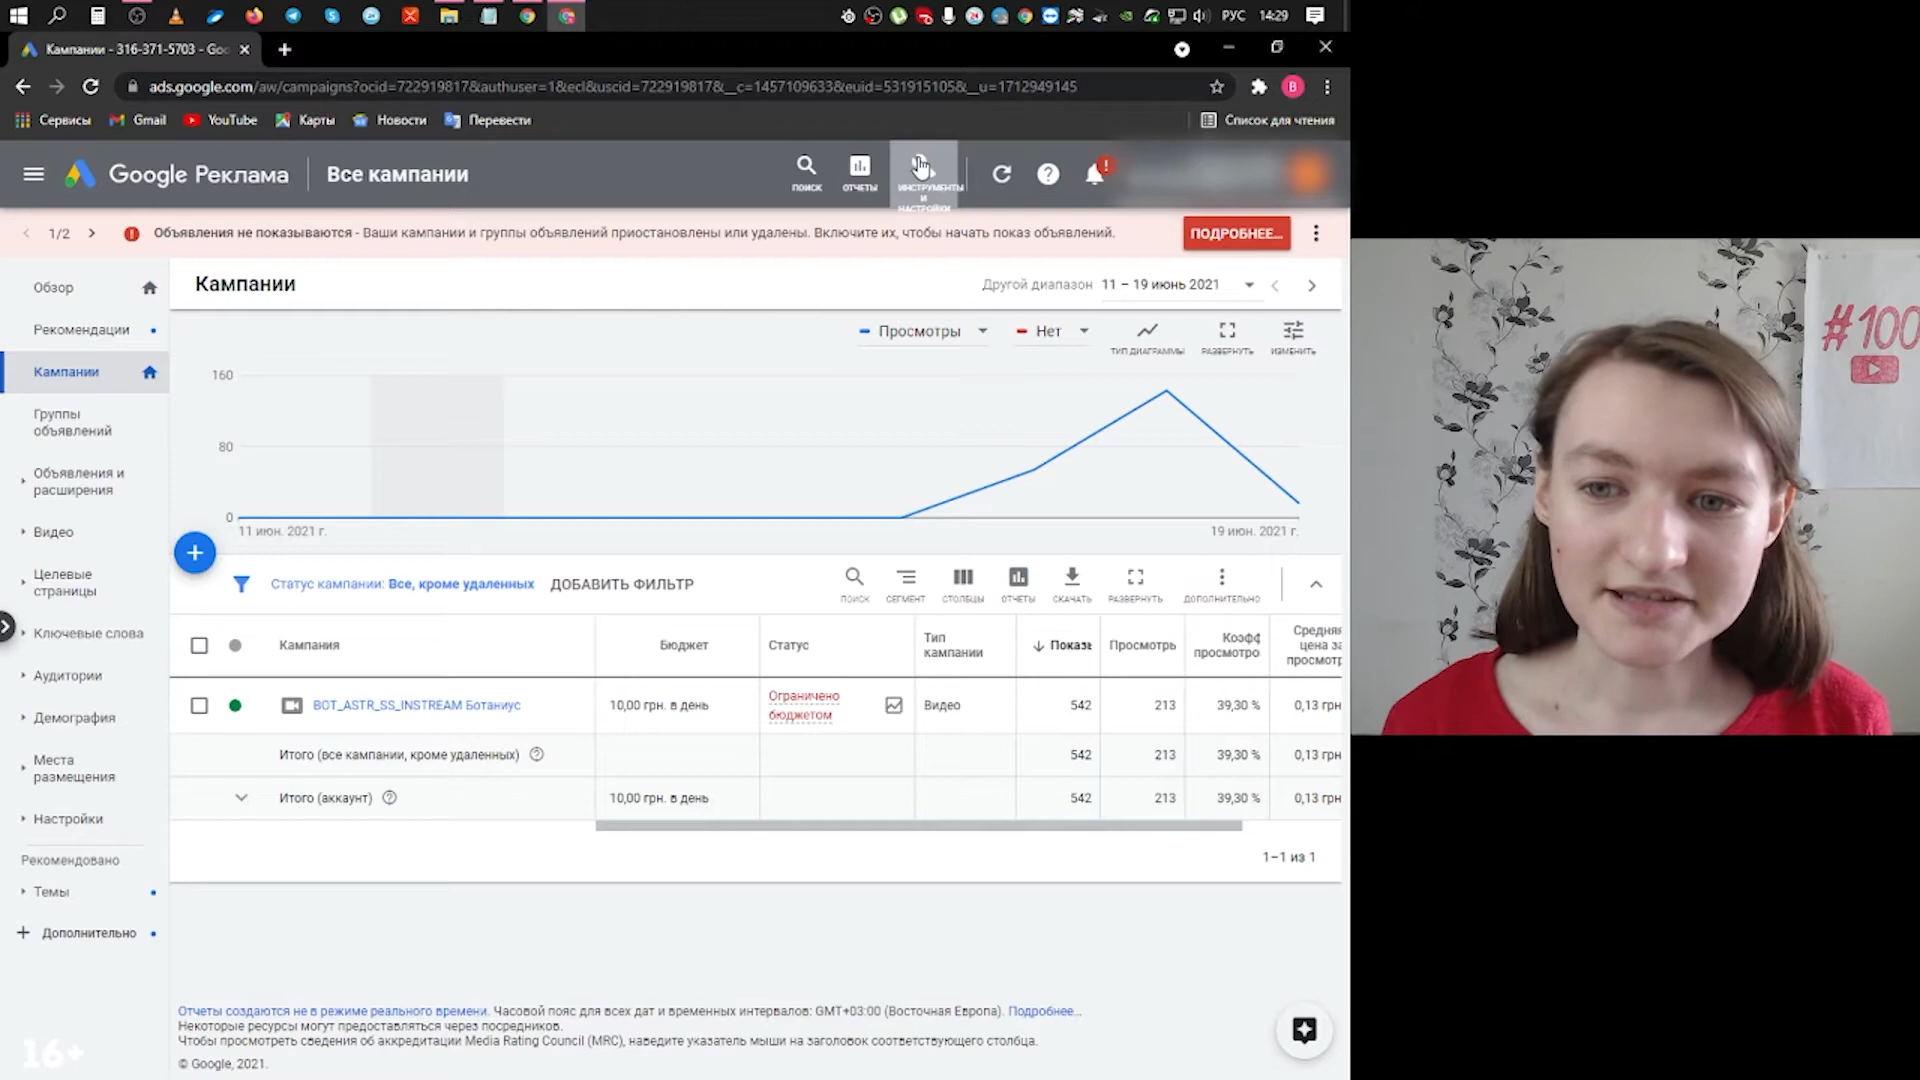 РУС 14:29
Кампании - 316-371-5703 - Goo
ads.google.com/aw/campaigns?ocid=722919817&authuser=1&ecl&uscid=722919817&__c=1457109633&euid=531915105&__u=1712949145
B
Сервисы Gmail YouTube Карты Новости Перевести Список для чтения
Google Реклама Все кампании
ПОИСК ОТЧЕТЫ ИНСТРУМЕНТЫ
И
НАСТРОЙКИ
1/2 Объявления не показываются - Ваши кампании и группы объявлений приостановлены или удалены. Включите их, чтобы начать показ объявлений. ПОДРОБНЕЕ...
Обзор
Рекомендации
Кампании
Группы
объявлений
Объявления и
расширения
Видео
Целевые
страницы
Ключевые слова
Аудитории
Демография
Места
размещения
Настройки
Рекомендовано
Темы
Дополнительно
16+
Кампании
Другой диапазон 11 – 19 июнь 2021
Просмотры Нет
ТИП ДИАГРАММЫ РАЗВЕРНУТЬ ИЗМЕНИТЬ
160
80
0
11 июн. 2021 г. 19 июн. 2021 г.
Статус кампании: Все, кроме удаленных ДОБАВИТЬ ФИЛЬТР
ПОИСК СЕГМЕНТ СТОЛБЦЫ ОТЧЕТЫ СКАЧАТЬ РАЗВЕРНУТЬ ДОПОЛНИТЕЛЬНО
Кампания Бюджет Статус Тип кампании Показы Просмотры Коэфф просмотро Средняя цена за просмотр
BOT_ASTR_SS_INSTREAM Ботаниус 10,00 грн. в день Ограничено бюджетом Видео 542 213 39,30 % 0,13 грн
Итого (все кампании, кроме удаленных) 542 213 39,30 % 0,13 грн
Итого (аккаунт) 10,00 грн. в день 542 213 39,30 % 0,13 грн
1–1 из 1
Отчеты создаются не в режиме реального времени. Часовой пояс для всех дат и временных интервалов: GMT+03:00 (Восточная Европа). Подробнее...
Некоторые ресурсы могут предоставляться через посредников.
Чтобы просмотреть сведения об аккредитации Media Rating Council (MRC), наведите указатель мыши на заголовок соответствующего столбца.
© Google, 2021.
#100